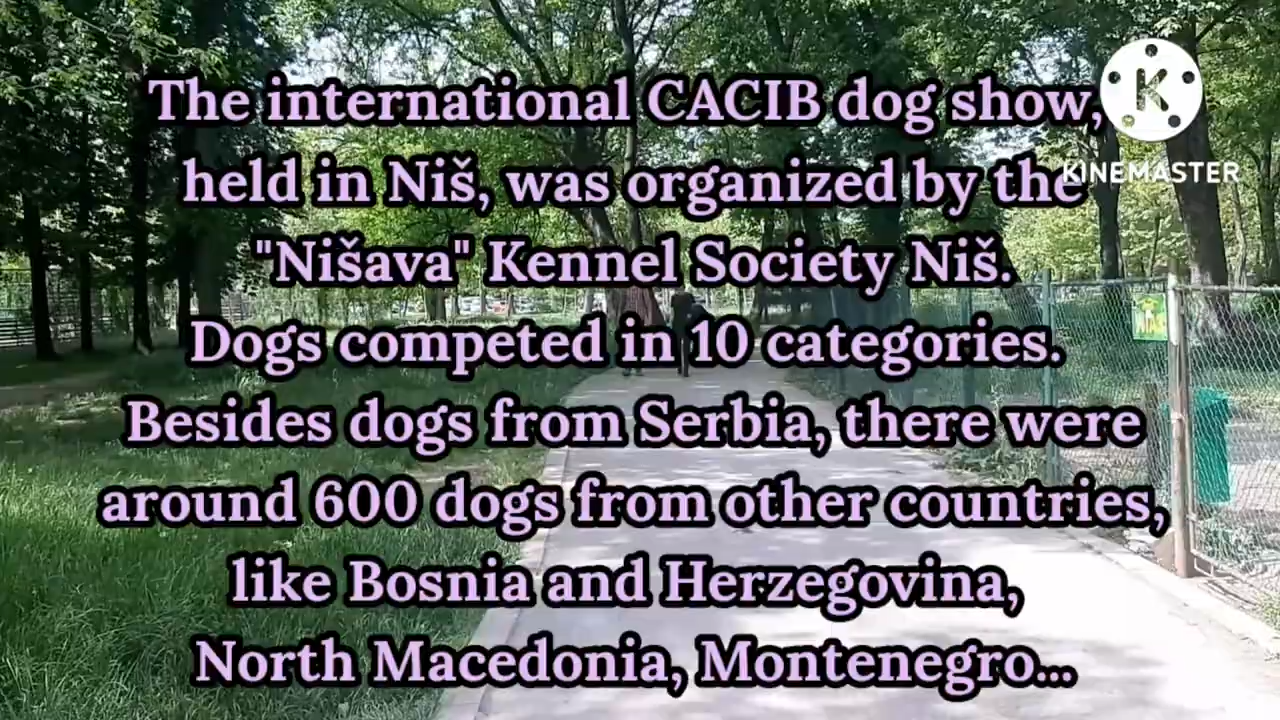 The international CACIB dog show,
held in Niš, was organized by the
"Nišava" Kennel Society Niš.
Dogs competed in 10 categories.
Besides dogs from Serbia, there were
around 600 dogs from other countries,
like Bosnia and Herzegovina,
North Macedonia, Montenegro...
K
KINEMASTER